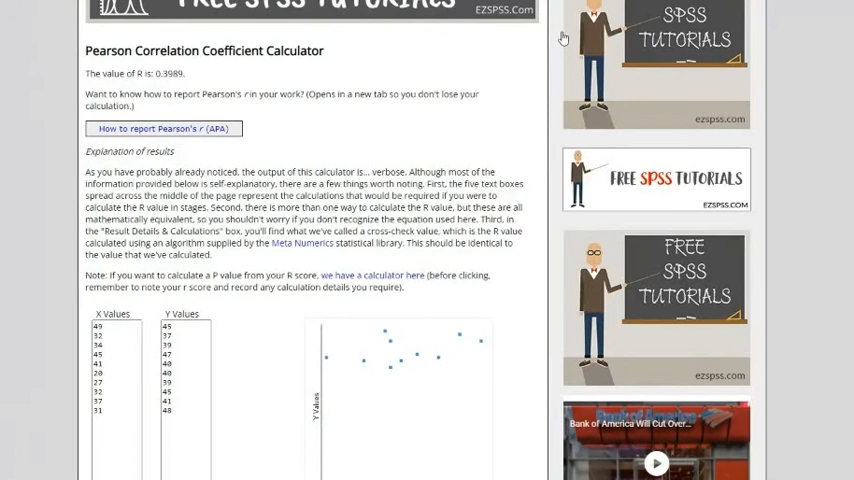 FREE SPSS TUTORIALS
EZSPSS.Com
Pearson Correlation Coefficient Calculator
The value of R is: 0.3989.
Want to know how to report Pearson's r in your work? (Opens in a new tab so you don't lose your
calculation.)
How to report Pearson's r (APA)
Explanation of results
As you have probably already noticed, the output of this calculator is... verbose. Although most of the
information provided below is self-explanatory, there are a few things worth noting. First, the five text boxes
spread across the middle of the page represent the calculations that would be required if you were to
calculate the R value in stages. Second, there is more than one way to calculate the R value, but these are all
mathematically equivalent, so you shouldn't worry if you don't recognize the equation used here. Third, in
the "Result Details & Calculations" box, you'll find what we've called a cross-check value, which is the R value
calculated using an algorithm supplied by the Meta Numerics statistical library. This should be identical to
the value that we've calculated.
Note: if you want to calculate a P value from your R score, we have a calculator here (before clicking,
remember to note your r score and record any calculation details you require).
X Values
49
32
34
45
41
20
27
32
37
31
Y Values
45
37
39
47
40
40
39
45
41
48
Y Values
SPSS
TUTORIALS
ezspss.com
FREE SPSS TUTORIALS
EZSPSS.COM
FREE
SPSS
TUTORIALS
ezspss.com
Bank of America Will Cut Over...
Bank of America